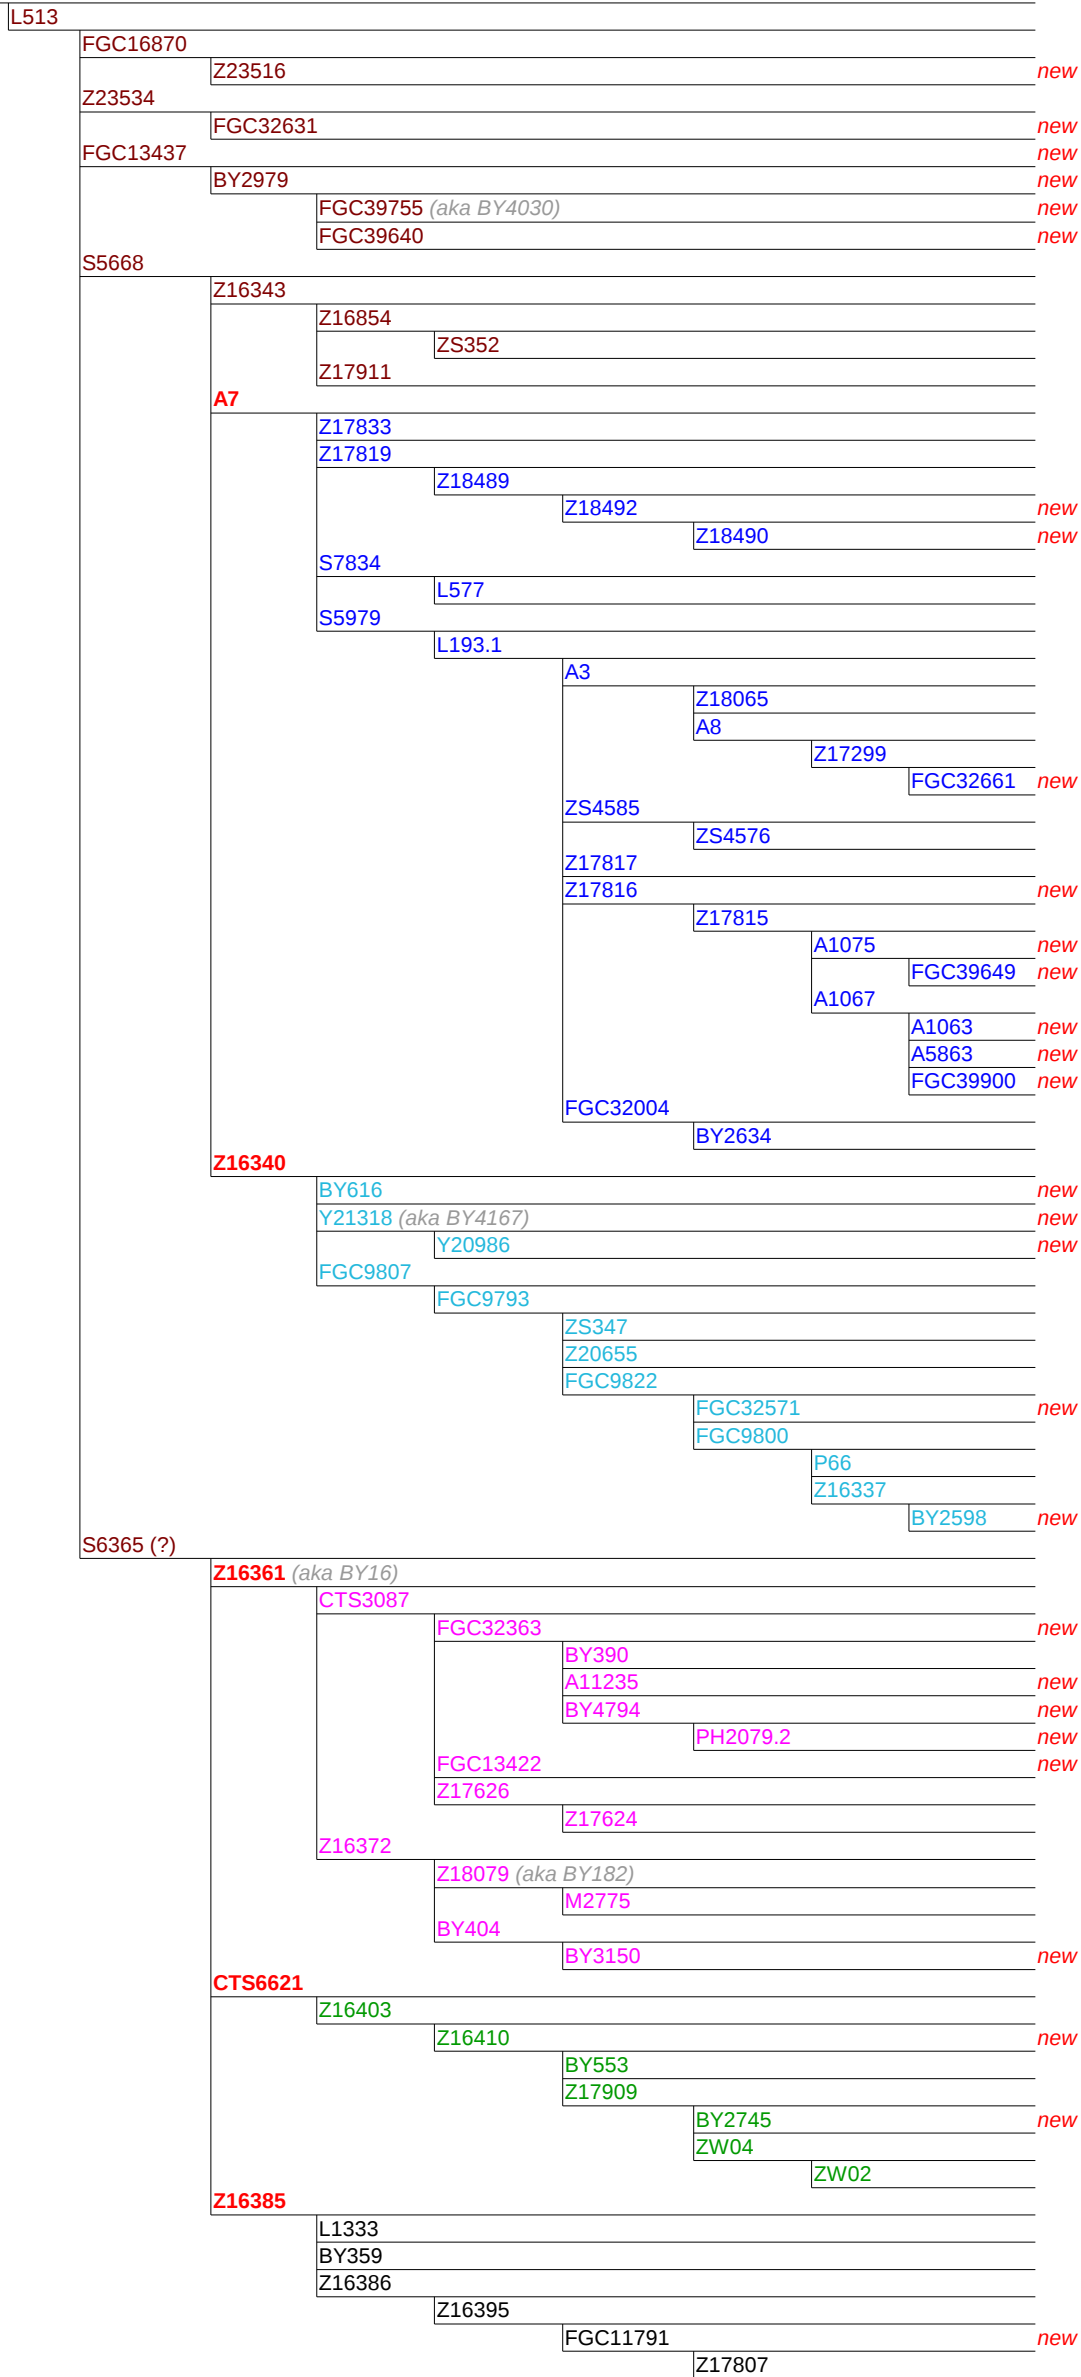 L513
FGC16870
Z23516 new
Z23534
FGC32631 new
FGC13437 new
BY2979 new
FGC39755 (aka BY4030) new
FGC39640 new
S5668
Z16343
Z16854
ZS352
Z17911
A7
Z17833
Z17819
Z18489
Z18492 new
Z18490 new
S7834
L577
S5979
L193.1
A3
Z18065
A8
Z17299
FGC32661 new
ZS4585
ZS4576
Z17817
Z17816 new
Z17815
A1075 new
FGC39649 new
A1067
A1063 new
A5863 new
FGC39900 new
FGC32004
BY2634
Z16340
BY616 new
Y21318 (aka BY4167) new
Y20986 new
FGC9807
FGC9793
ZS347
Z20655
FGC9822
FGC32571 new
FGC9800
P66
Z16337
BY2598 new
S6365 (?)
Z16361 (aka BY16)
CTS3087
FGC32363 new
BY390
A11235 new
BY4794 new
PH2079.2 new
FGC13422 new
Z17626
Z17624
Z16372
Z18079 (aka BY182)
M2775
BY404
BY3150 new
CTS6621
Z16403
Z16410 new
BY553
Z17909
BY2745 new
ZW04
ZW02
Z16385
L1333
BY359
Z16386
Z16395
FGC11791 new
Z17807